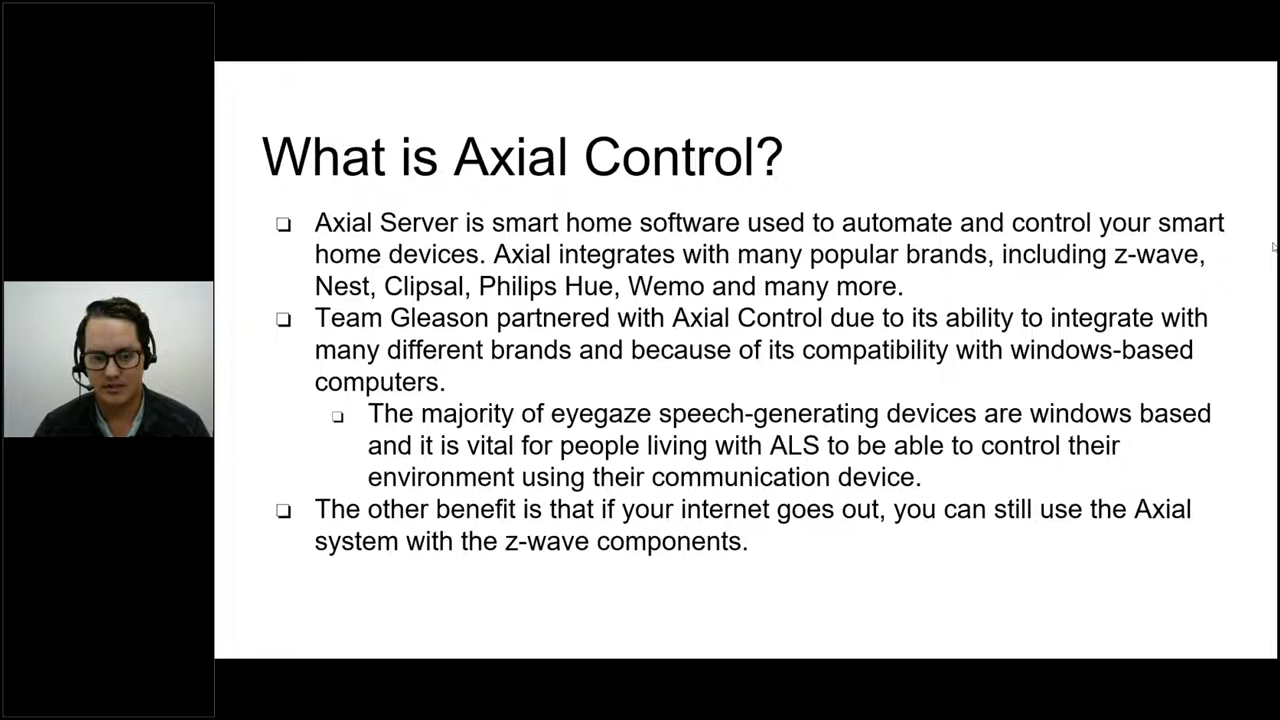 What is Axial Control?
Axial Server is smart home software used to automate and control your smart
home devices. Axial integrates with many popular brands, including z-wave,
Nest, Clipsal, Philips Hue, Wemo and many more.
Team Gleason partnered with Axial Control due to its ability to integrate with
many different brands and because of its compatibility with windows-based
computers.
The majority of eyegaze speech-generating devices are windows based
and it is vital for people living with ALS to be able to control their
environment using their communication device.
The other benefit is that if your internet goes out, you can still use the Axial
system with the z-wave components.